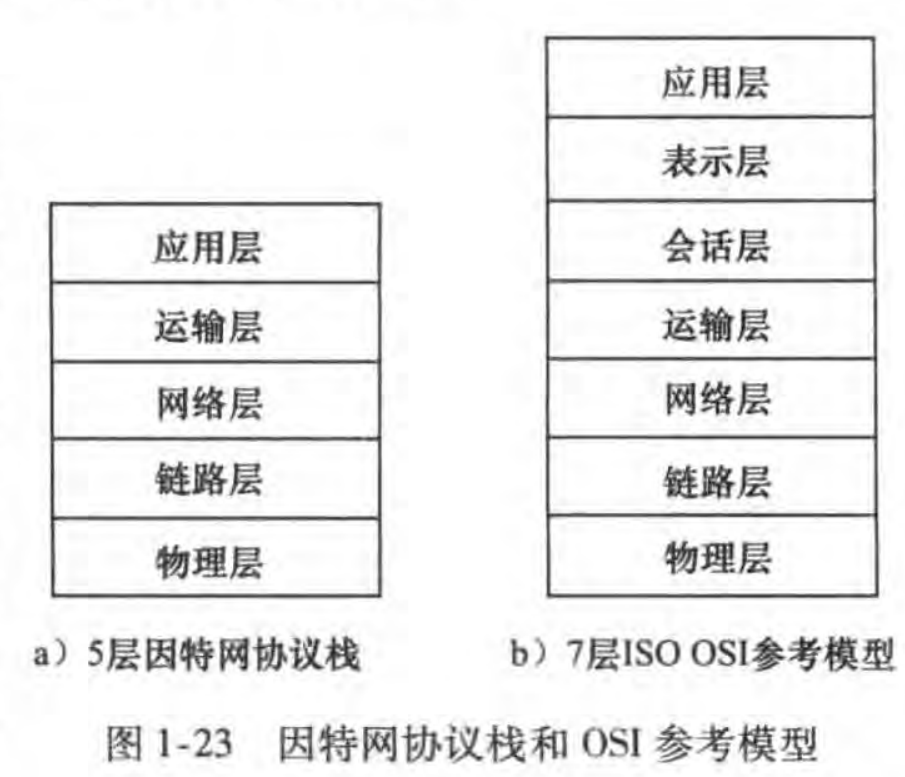 应用层
运输层
网络层
链路层
物理层
a）5层因特网协议栈
应用层
表示层
会话层
运输层
网络层
链路层
物理层
b）7层ISO OSI参考模型
图 1-23 因特网协议栈和 OSI 参考模型